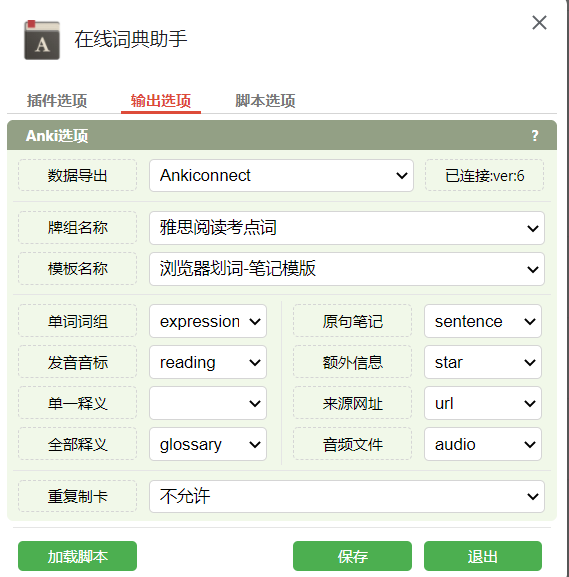 在线词典助手
插件选项 输出选项 脚本选项
Anki选项 ?
数据导出 Ankiconnect 已连接:ver:6
牌组名称 雅思阅读考点词
模板名称 浏览器划词-笔记模版
单词词组 expression 原句笔记 sentence
发音音标 reading 额外信息 star
单一释义 来源网址 url
全部释义 glossary 音频文件 audio
重复制卡 不允许
加载脚本 保存 退出